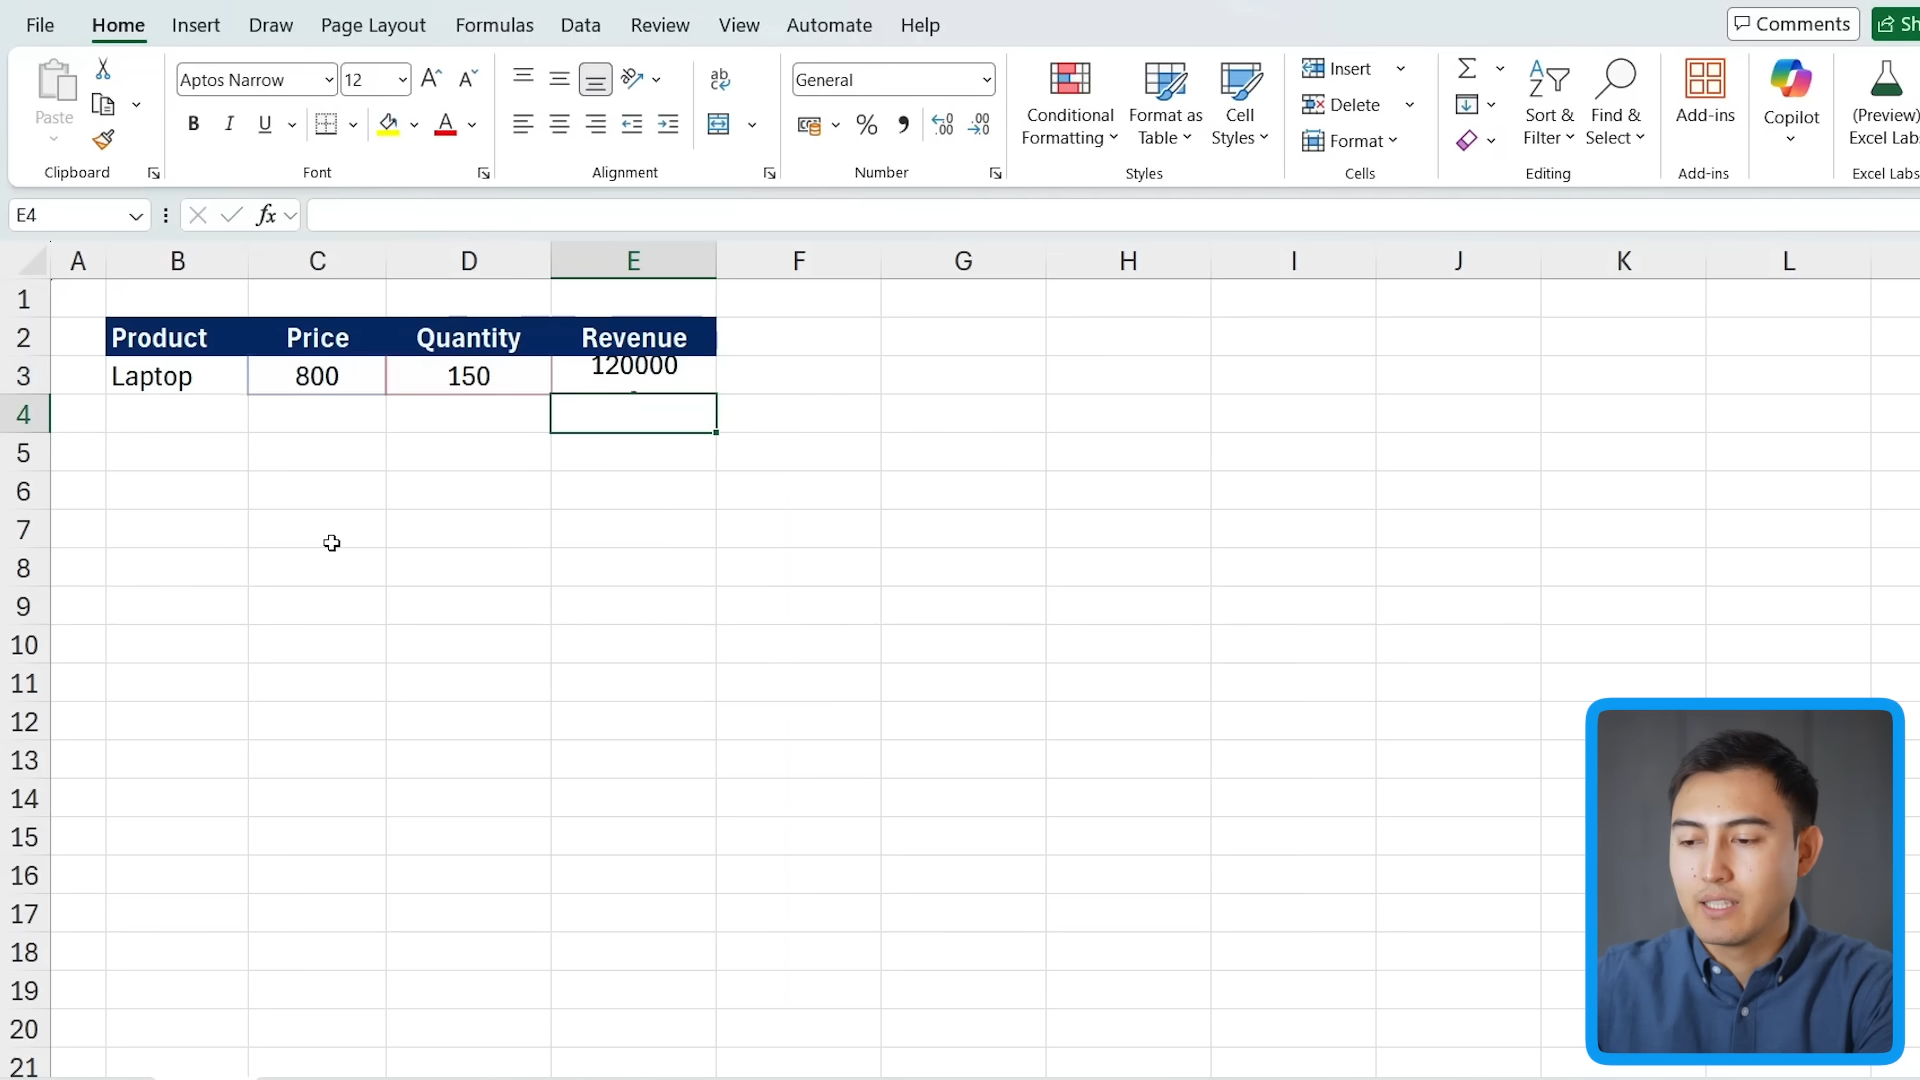 File Home Insert Draw Page Layout Formulas Data Review View Automate Help Comments Sh
Paste
Clipboard
Aptos Narrow 12
B I U A
Font
ab
Alignment
General
% 9 .00
Number
Conditional Formatting
Format as Table
Cell Styles
Styles
Insert
Delete
Format
Cells
Sort & Filter
Find & Select
Editing
Add-ins
Add-ins
Copilot
(Preview)
Excel Lab
Excel Labs
E4 fx
A B C D E F G H I J K L
1
2 Product Price Quantity Revenue
3 Laptop 800 150 120000
4
5
6
7
8
9
10
11
12
13
14
15
16
17
18
19
20
21